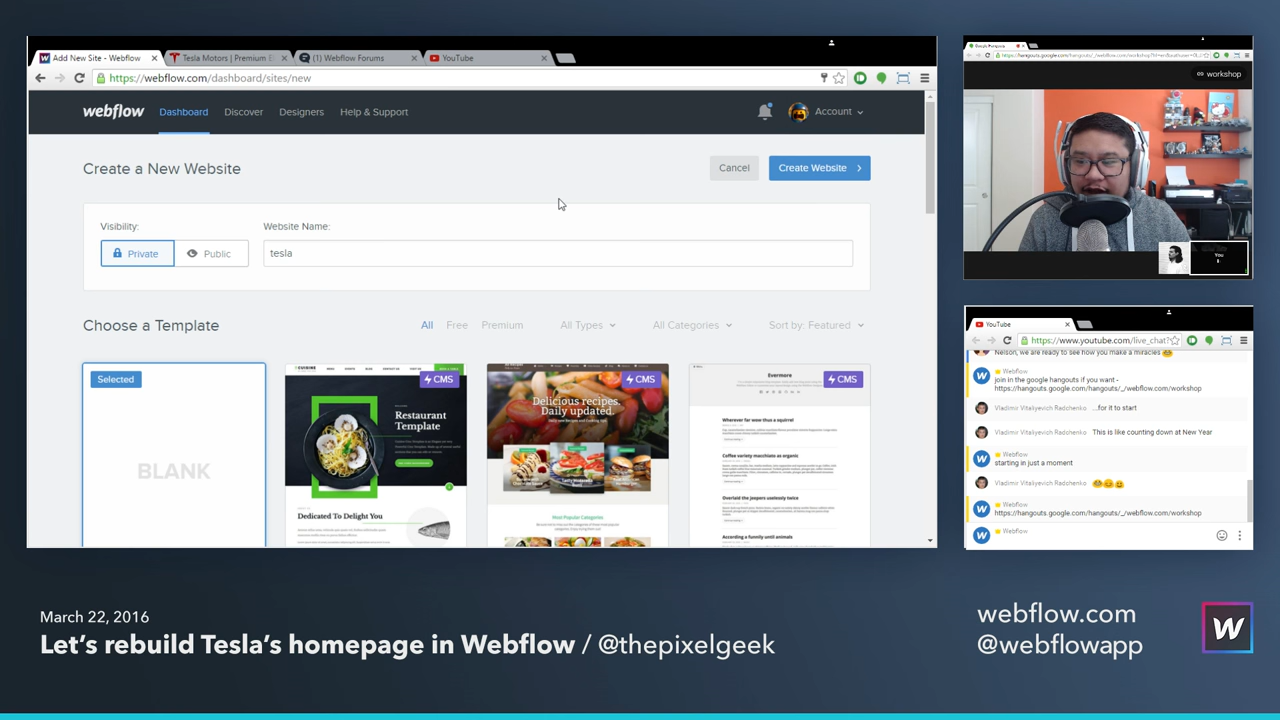 Add New Site - Webflow
Tesla Motors | Premium
(1) Webflow Forums
YouTube
https://webflow.com/dashboard/sites/new
webflow
Dashboard
Discover
Designers
Help & Support
Account
Create a New Website
Cancel
Create Website
Visibility:
Website Name:
Private
Public
tesla
Choose a Template
All
Free
Premium
All Types
All Categories
Sort by: Featured
Selected
BLANK
CMS
Restaurant
Template
Dedicated To Delight You
CMS
Delicious recipes.
Daily updated.
Most Popular Categories
CMS
Evermore
Wherever far wow thus a squirrel
Coffee variety macchiato as organic
Overlaid the jeepers uselessly twice
According a funnily until animals
Google Hangouts
workshop
You
YouTube
https://www.youtube.com/live_chat?
Nelson, we are ready to see how you make a miracles
Webflow
join in the google hangouts if you want -
https://hangouts.google.com/hangouts/_/webflow.com/workshop
Vladimir Vitaliyevich Radchenko ...for it to start
Vladimir Vitaliyevich Radchenko This is like counting down at New Year
Webflow
starting in just a moment
Vladimir Vitaliyevich Radchenko
Webflow
https://hangouts.google.com/hangouts/_/webflow.com/workshop
Webflow
March 22, 2016
Let's rebuild Tesla's homepage in Webflow / @thepixelgeek
webflow.com
@webflowapp
W